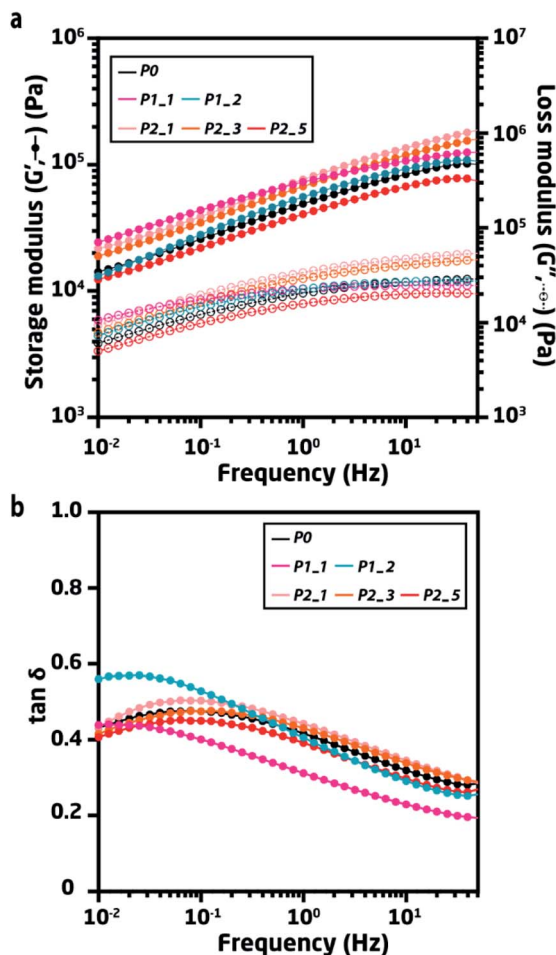 a
10⁶
10⁵
10⁴
10³
Storage modulus (G′, ) (Pa)
P0
P1_1 P1_2
P2_1 P2_3 P2_5
10⁷
10⁶
10⁵
10⁴
10³
Loss modulus (G″, ) (Pa)
10⁻² 10⁻¹ 10⁰ 10¹
Frequency (Hz)
b
1.0
0.8
0.6
0.4
0.2
0
tan δ
P0
P1_1 P1_2
P2_1 P2_3 P2_5
10⁻² 10⁻¹ 10⁰ 10¹
Frequency (Hz)